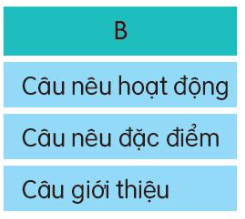 B
Câu nêu hoạt động
Câu nêu đặc điểm
Câu giới thiệu